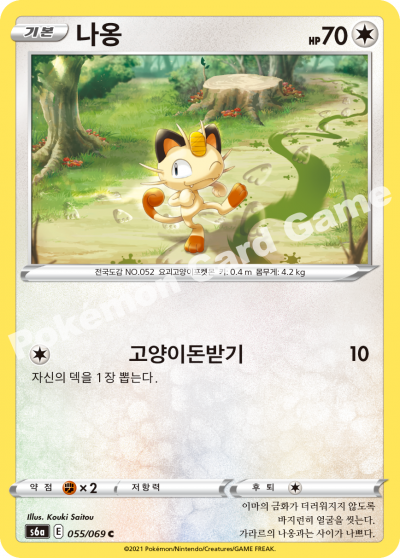 기본 나옹 HP 70
전국도감 NO.052 요괴고양이포켓몬 키: 0.4 m 몸무게: 4.2 kg
Pokémon Card Game
고양이돈받기 10
자신의 덱을 1장 뽑는다.
약점 ×2 저항력 후퇴
Illus. Kouki Saitou
s6a E 055/069 C
이마의 금화가 더러워지지 않게
바지런히 얼굴을 씻는다.
가라르의 나옹과는 사이가 나쁘다.
©2021 Pokémon/Nintendo/Creatures/GAME FREAK.